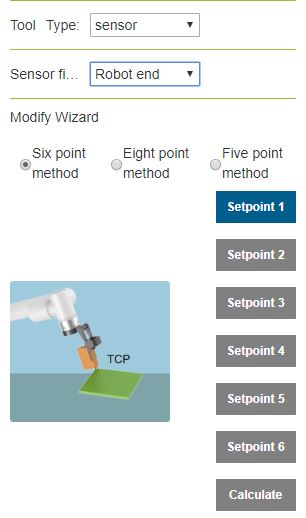 Tool Type: sensor
Sensor fi... Robot end
Modify Wizard
Six point
method
Eight point
method
Five point
method
Setpoint 1
Setpoint 2
Setpoint 3
TCP
Setpoint 4
Setpoint 5
Setpoint 6
Calculate